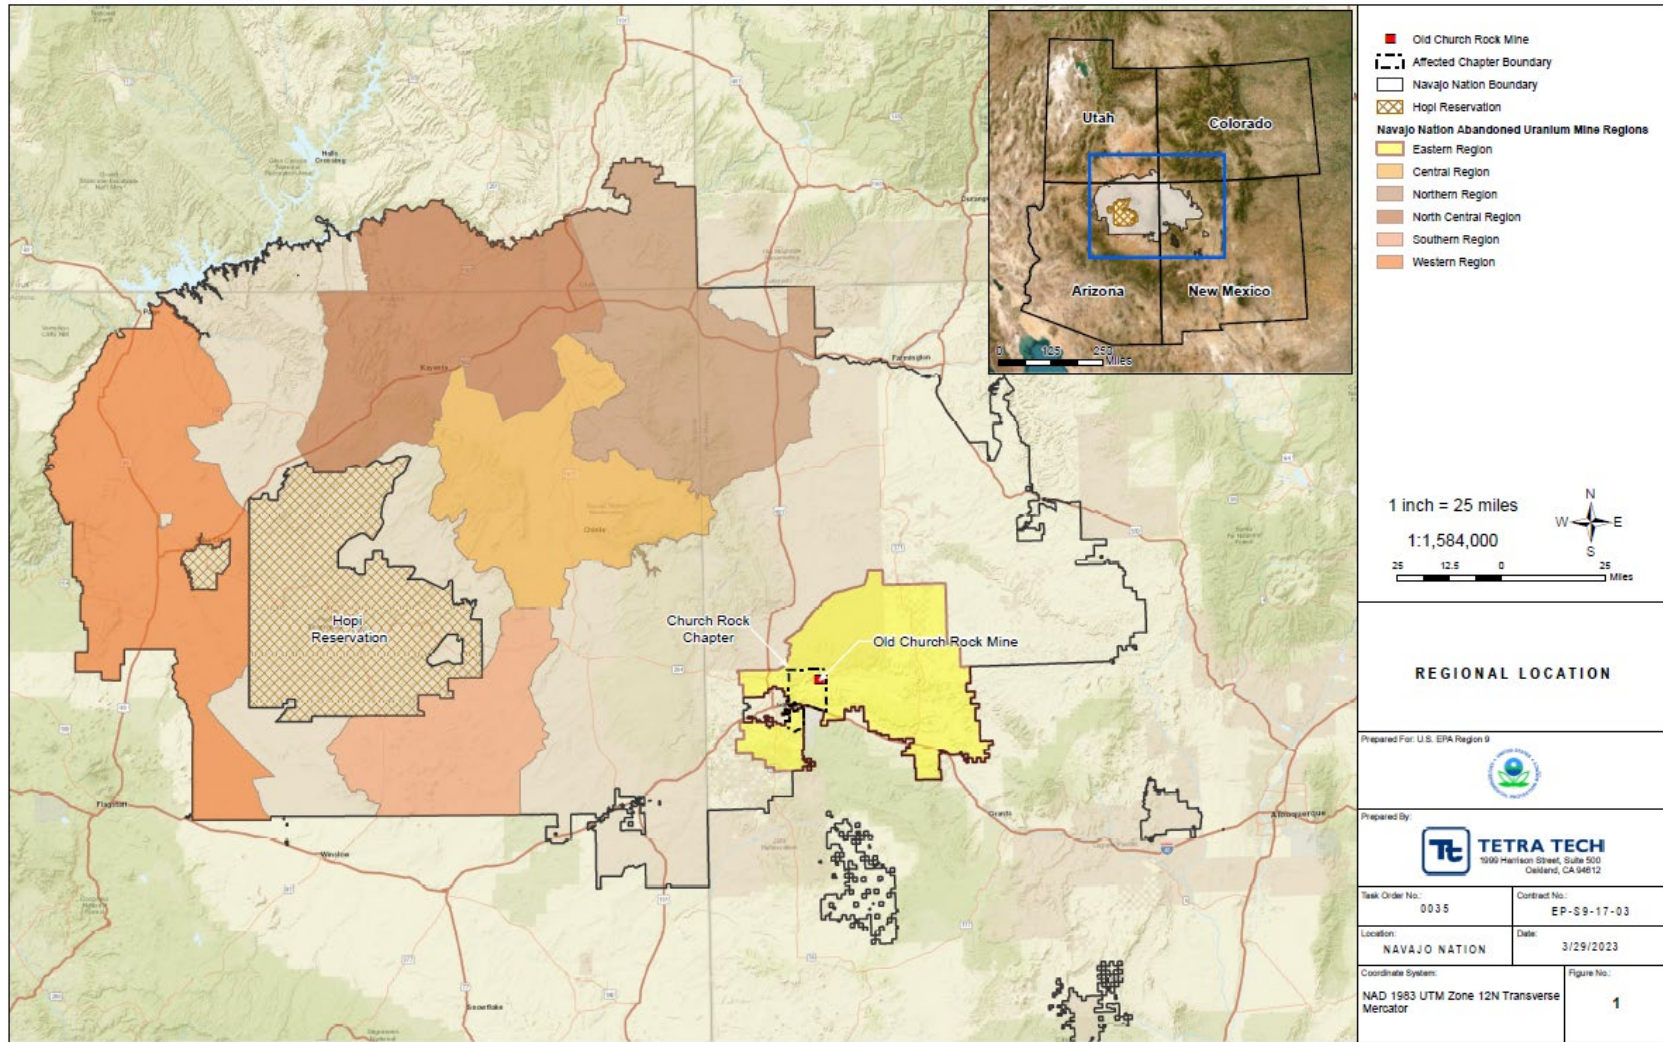 Old Church Rock Mine
Affected Chapter Boundary
Navajo Nation Boundary
Hopi Reservation
Navajo Nation Abandoned Uranium Mine Regions
Eastern Region
Central Region
Northern Region
North Central Region
Southern Region
Western Region
1 inch = 25 miles
1:1,584,000
N
W
E
S
25
12.5
0
25
Miles
REGIONAL LOCATION
Prepared For: U.S. EPA Region 9
Prepared By:
TETRA TECH
1999 Harrison Street, Suite 500
Oakland, CA 94612
Task Order No.:
0035
Contract No.:
EP-S9-17-03
Location:
NAVAJO NATION
Date:
3/29/2023
Coordinate System:
NAD 1983 UTM Zone 12N Transverse
Mercator
Figure No.:
1
Utah
Colorado
Arizona
New Mexico
0
125
250
Miles
Halls
Crossing
Kayenta
Farmington
Chinle
Hopi
Reservation
Church Rock
Chapter
Old Church Rock Mine
Flagstaff
Winslow
Grants
Albuquerque
Snowflake